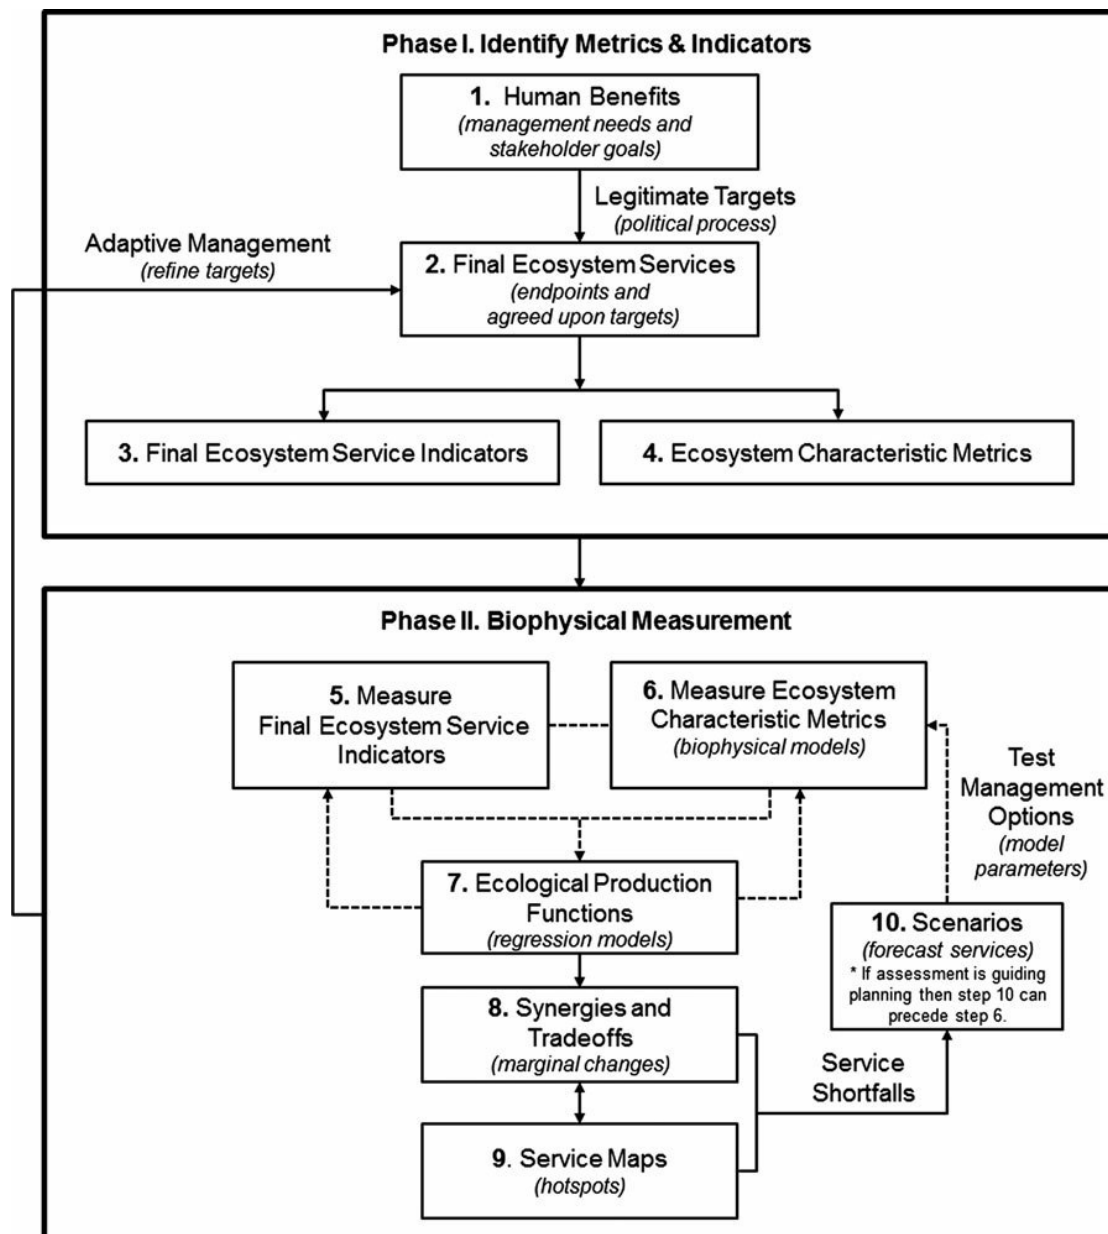 Phase I. Identify Metrics & Indicators
1. Human Benefits
(management needs and
stakeholder goals)
Legitimate Targets
(political process)
Adaptive Management
(refine targets)
2. Final Ecosystem Services
(endpoints and
agreed upon targets)
3. Final Ecosystem Service Indicators
4. Ecosystem Characteristic Metrics
Phase II. Biophysical Measurement
5. Measure
Final Ecosystem Service
Indicators
6. Measure Ecosystem
Characteristic Metrics
(biophysical models)
Test
Management
Options
(model
parameters)
7. Ecological Production
Functions
(regression models)
10. Scenarios
(forecast services)
* If assessment is guiding
planning then step 10 can
precede step 6.
8. Synergies and
Tradeoffs
(marginal changes)
Service
Shortfalls
9. Service Maps
(hotspots)